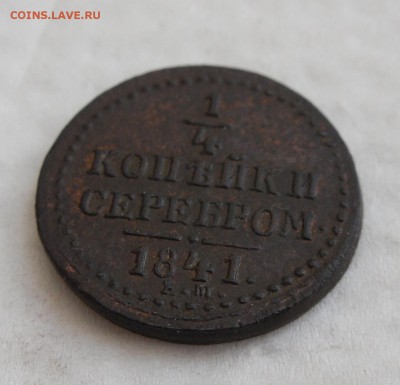 COINS.LAVE.RU
1
4
КОПѢЙКИ
СЕРЕБРОМ.
1841.